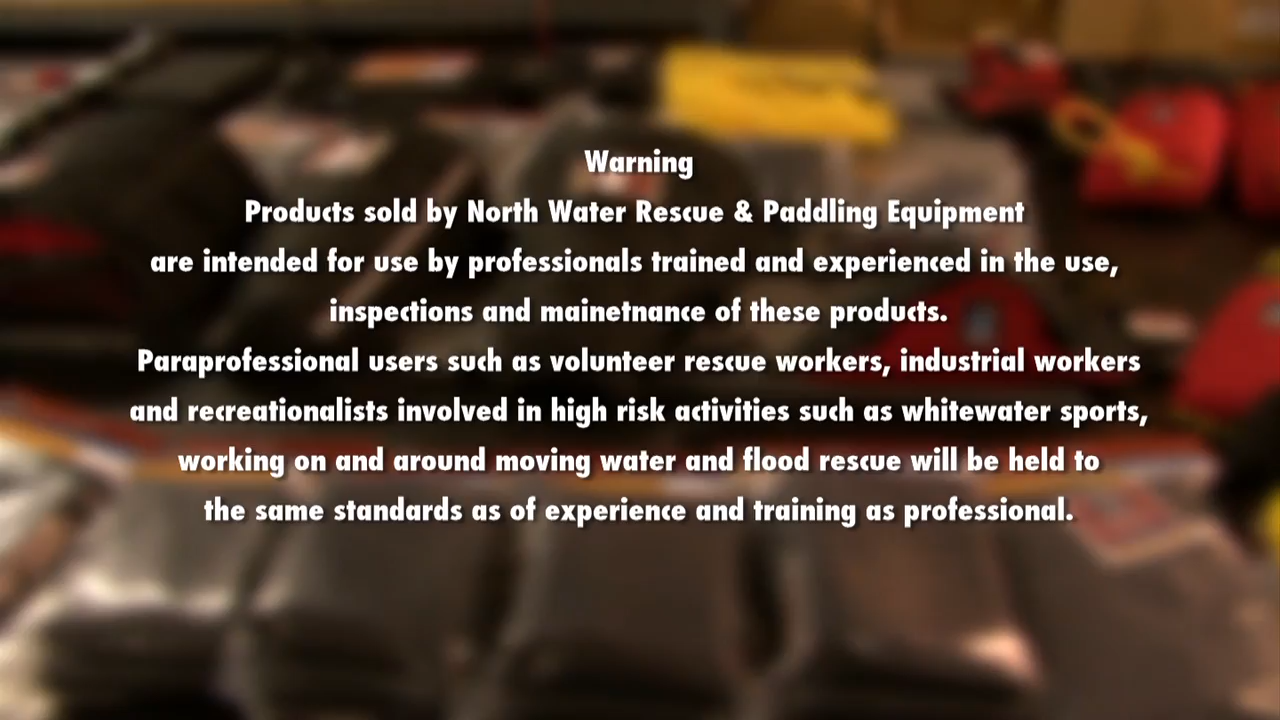 Warning
Products sold by North Water Rescue & Paddling Equipment
are intended for use by professionals trained and experienced in the use,
inspections and mainetnance of these products.
Paraprofessional users such as volunteer rescue workers, industrial workers
and recreationalists involved in high risk activities such as whitewater sports,
working on and around moving water and flood rescue will be held to
the same standards as of experience and training as professional.